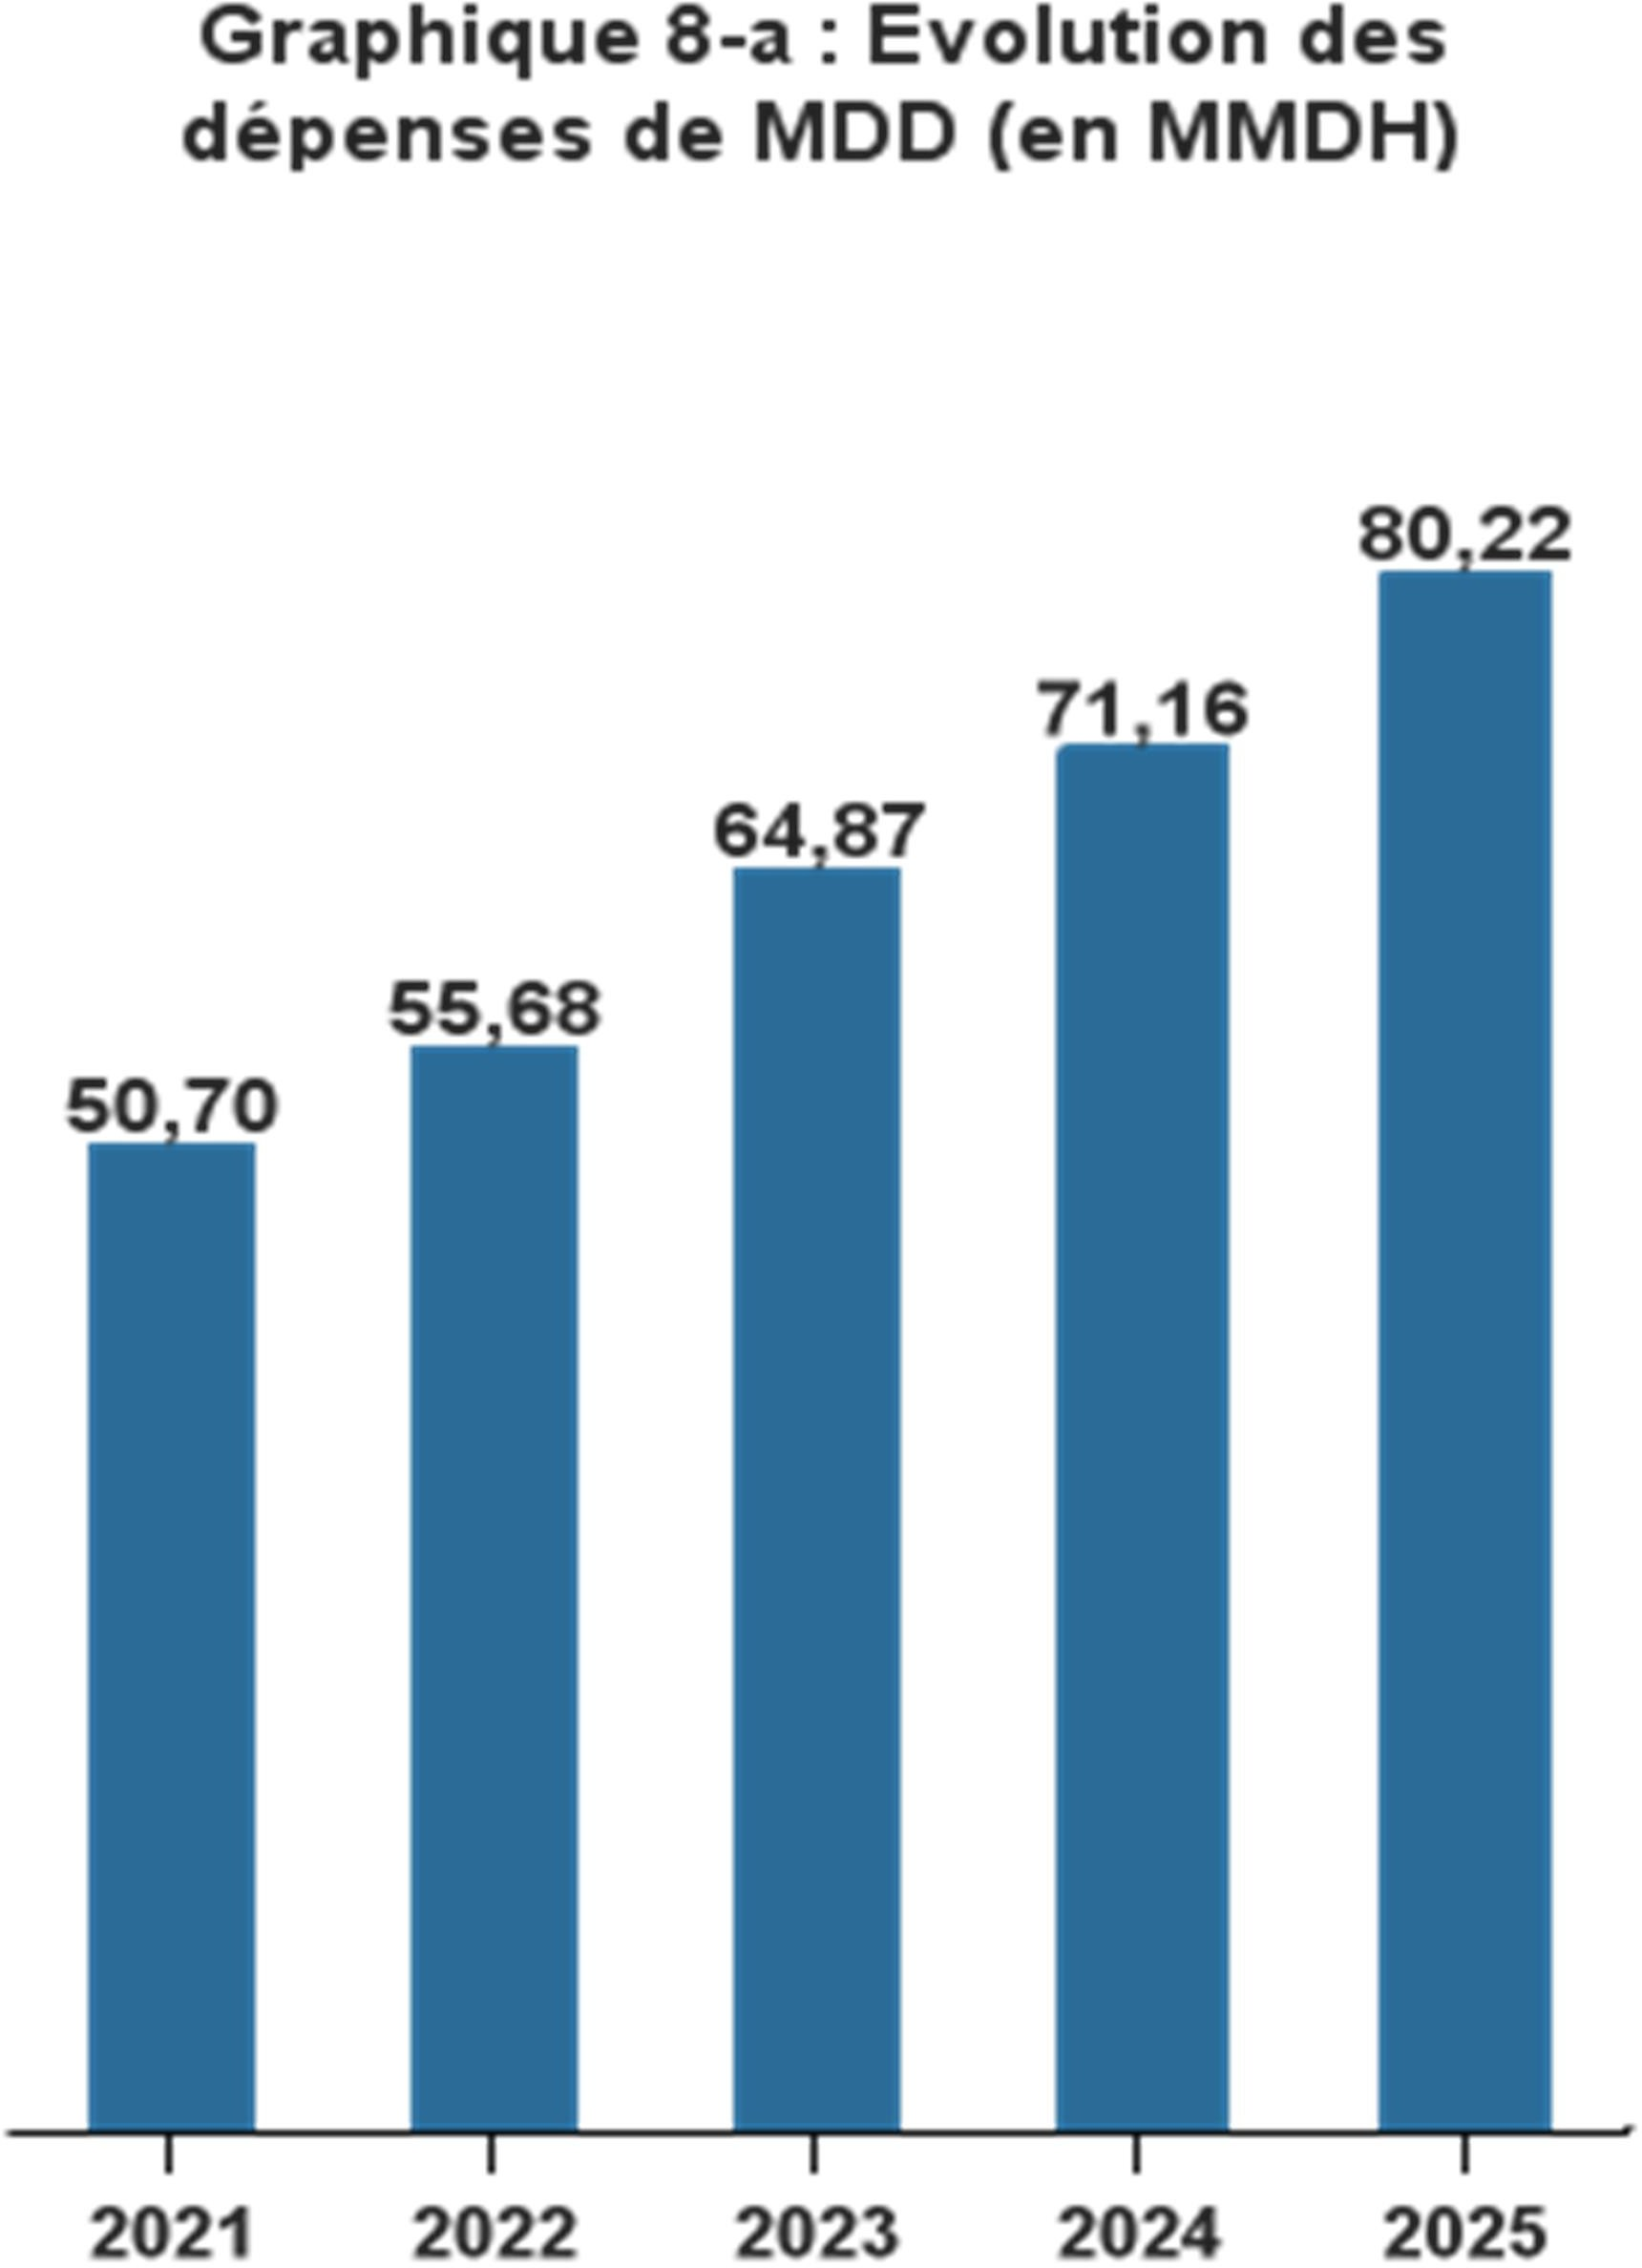 Graphique 8-a : Evolution des
dépenses de MDD (en MMDH)
80,22
71,16
64,87
55,68
50,70
2021 2022 2023 2024 2025